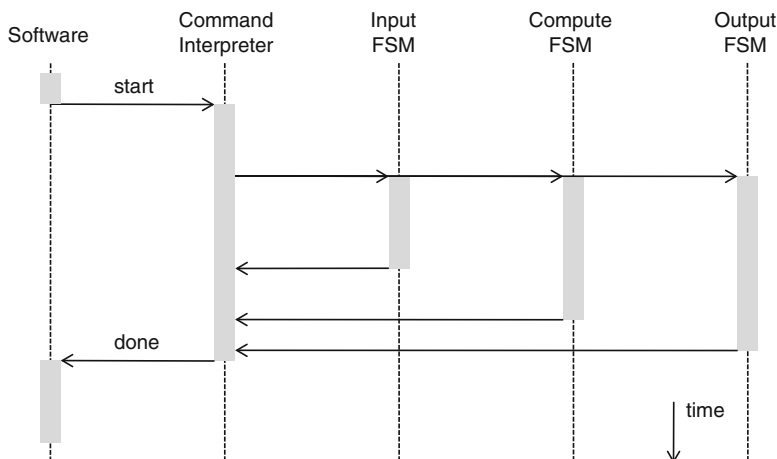 Software
Command
Interpreter
Input
FSM
Compute
FSM
Output
FSM
start
done
time